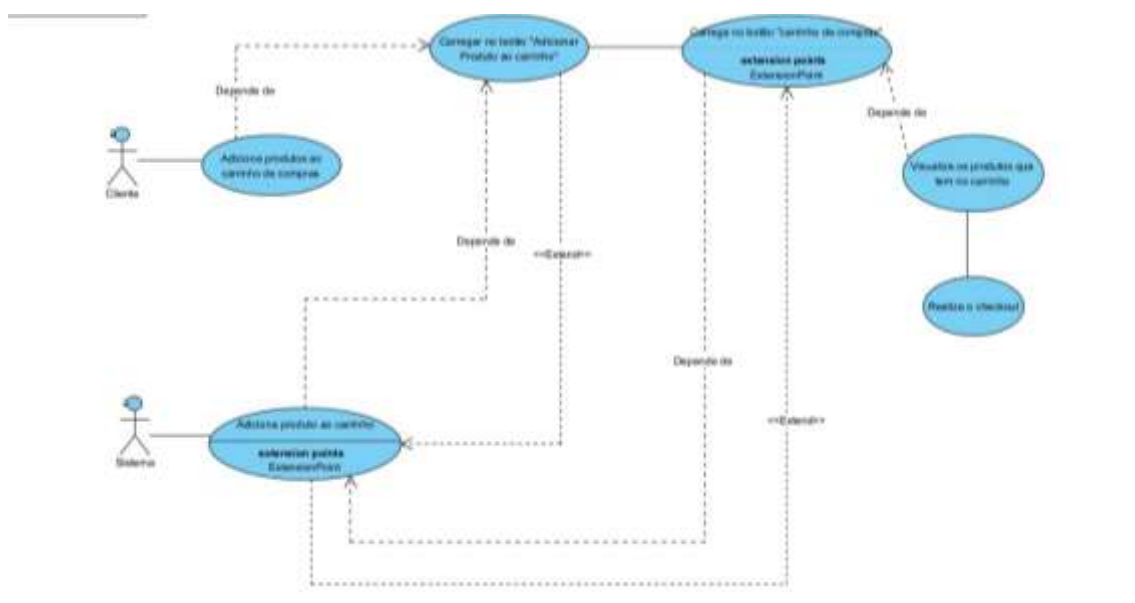 Carregar no botão "Adicionar
Produto ao carrinho"
Carrega no botão "carrinho de compras"
extension points
ExtensionPoint
Depende de
Depende de
Adiciona produtos ao
carrinho de compras
Cliente
Visualiza os produtos que
tem no carrinho
Depende de
<<Extend>>
Realiza o checkout
Depende de
Adiciona produto ao carrinho
extension points
ExtensionPoint
Sistema
<<Extend>>